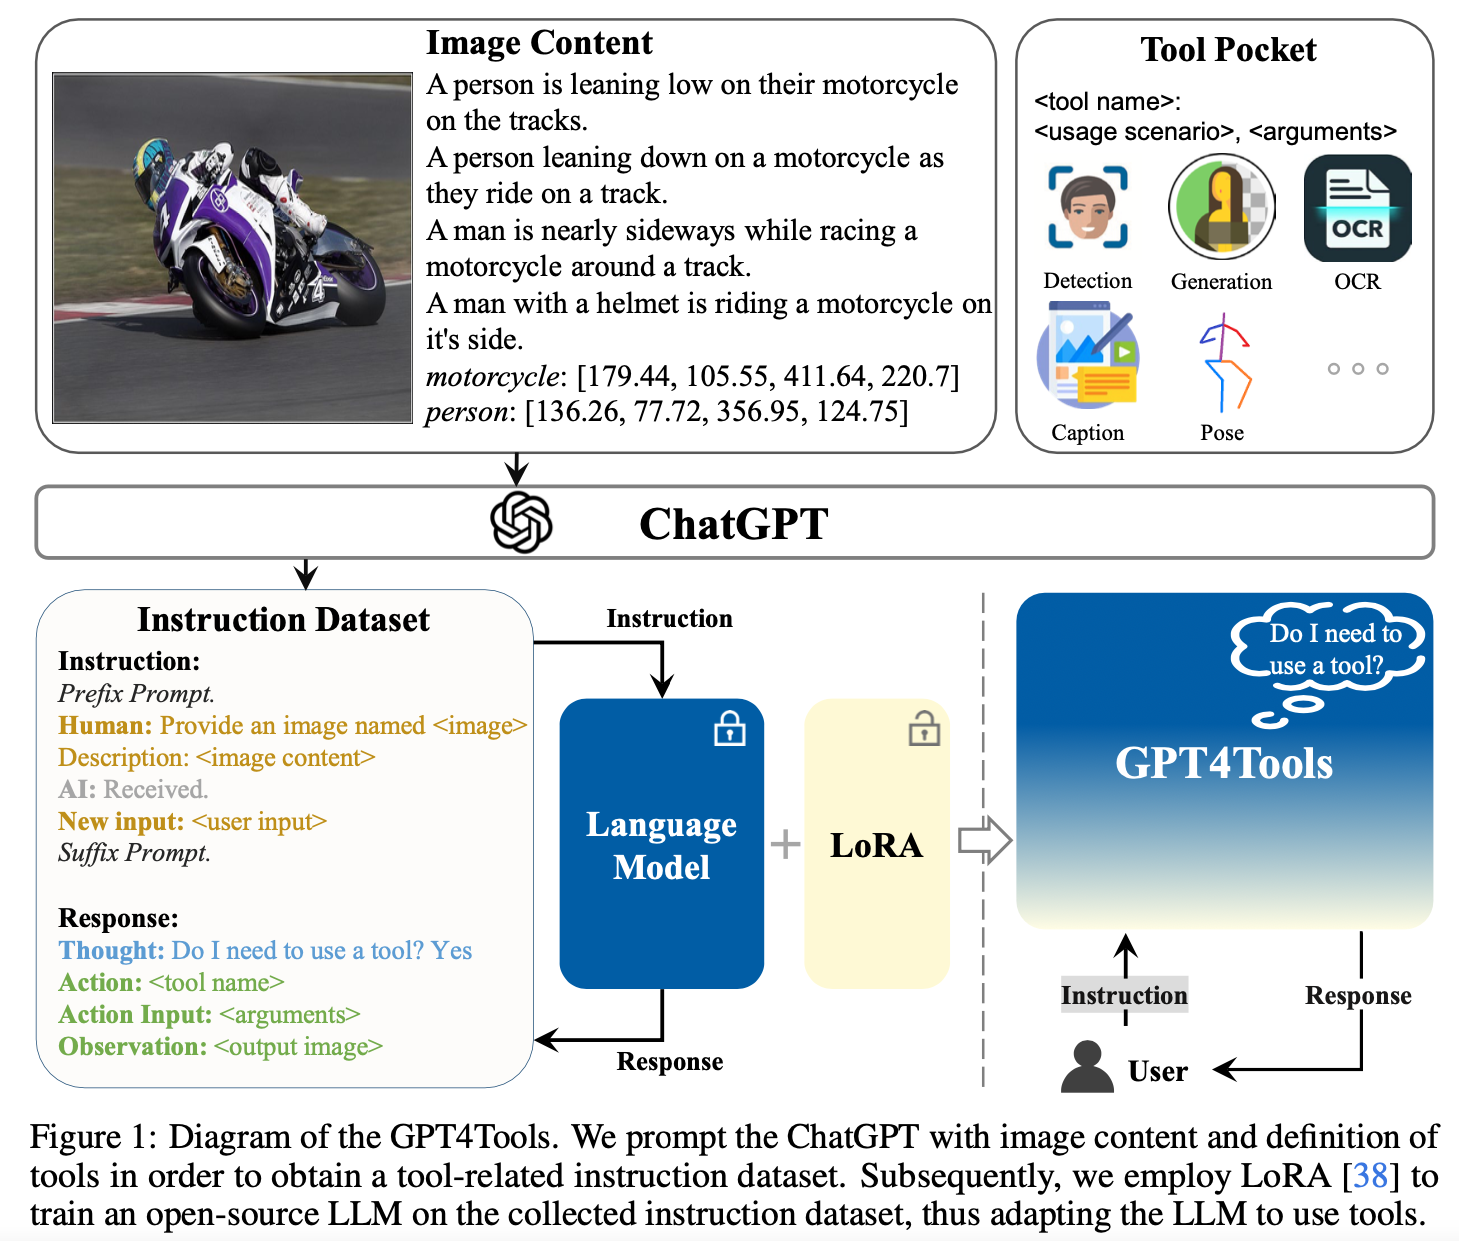 Image Content
A person is leaning low on their motorcycle
on the tracks.
A person leaning down on a motorcycle as
they ride on a track.
A man is nearly sideways while racing a
motorcycle around a track.
A man with a helmet is riding a motorcycle on
it's side.
motorcycle: [179.44, 105.55, 411.64, 220.7]
person: [136.26, 77.72, 356.95, 124.75]
4
4
Tool Pocket
<tool name>:
<usage scenario>, <arguments>
Detection
Generation
OCR
OCR
Caption
Pose
ChatGPT
Instruction Dataset
Instruction:
Prefix Prompt.
Human: Provide an image named <image>
Description: <image content>
AI: Received.
New input: <user input>
Suffix Prompt.
Response:
Thought: Do I need to use a tool? Yes
Action: <tool name>
Action Input: <arguments>
Observation: <output image>
Instruction
Language
Model
+
LoRA
Response
Do I need to
use a tool?
GPT4Tools
Instruction
Response
User
Figure 1: Diagram of the GPT4Tools. We prompt the ChatGPT with image content and definition of
tools in order to obtain a tool-related instruction dataset. Subsequently, we employ LoRA [38] to
train an open-source LLM on the collected instruction dataset, thus adapting the LLM to use tools.